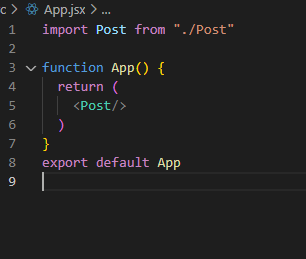 c > App.jsx > ...
1 import Post from "./Post"
2
3 function App() {
4 return (
5 <Post/>
6 )
7 }
8 export default App
9